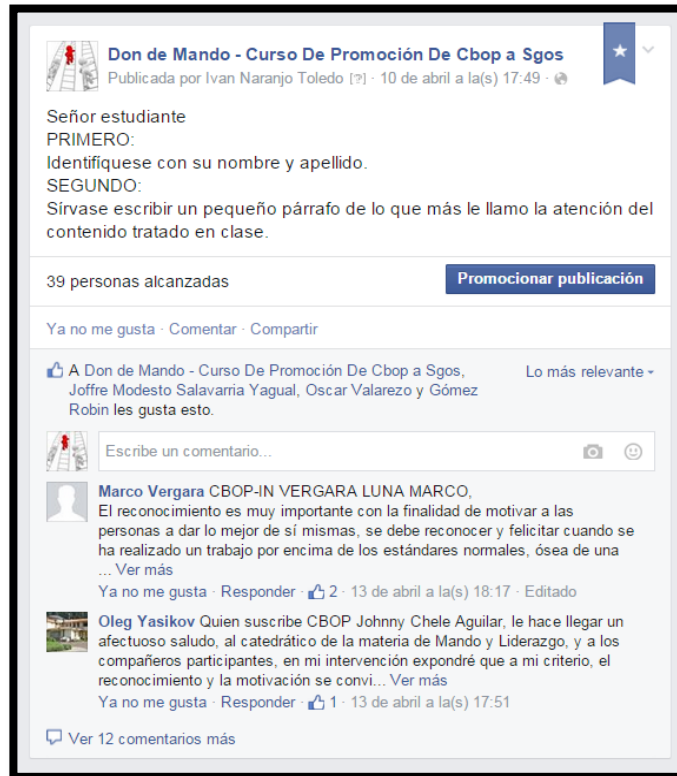 Don de Mando - Curso De Promoción De Cbop a Sgos
Publicada por Ivan Naranjo Toledo [?] · 10 de abril a la(s) 17:49 ·
Señor estudiante
PRIMERO:
Identifíquese con su nombre y apellido.
SEGUNDO:
Sírvase escribir un pequeño párrafo de lo que más le llamo la atención del
contenido tratado en clase.
39 personas alcanzadas
Promocionar publicación
Ya no me gusta · Comentar · Compartir
A Don de Mando - Curso De Promoción De Cbop a Sgos,
Joffre Modesto Salavarria Yagual, Oscar Valarezo y Gómez
Robin les gusta esto.
Lo más relevante
Escribe un comentario...
Marco Vergara CBOP-IN VERGARA LUNA MARCO,
El reconocimiento es muy importante con la finalidad de motivar a las
personas a dar lo mejor de sí mismas, se debe reconocer y felicitar cuando se
ha realizado un trabajo por encima de los estándares normales, ósea de una
... Ver más
Ya no me gusta · Responder · 2 · 13 de abril a la(s) 18:17 · Editado
Oleg Yasikov Quien suscribe CBOP Johnny Chele Aguilar, le hace llegar un
afectuoso saludo, al catedrático de la materia de Mando y Liderazgo, y a los
compañeros participantes, en mi intervención expondré que a mi criterio, el
reconocimiento y la motivación se convi... Ver más
Ya no me gusta · Responder · 1 · 13 de abril a la(s) 17:51
Ver 12 comentarios más